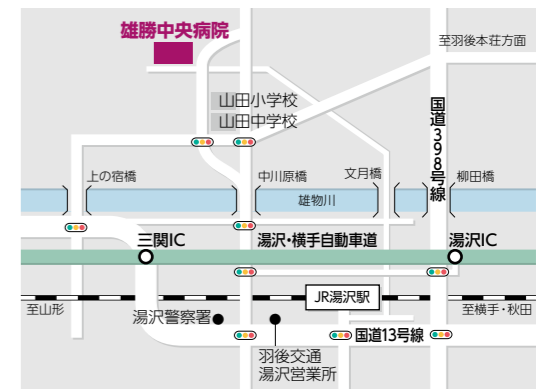 雄勝中央病院
至羽後本荘方面
山田小学校
山田中学校
国道398号線
上の宿橋
中川原橋
文月橋
柳田橋
雄物川
三関IC
湯沢・横手自動車道
湯沢IC
JR湯沢駅
至山形
至横手・秋田
湯沢警察署
国道13号線
羽後交通
湯沢営業所